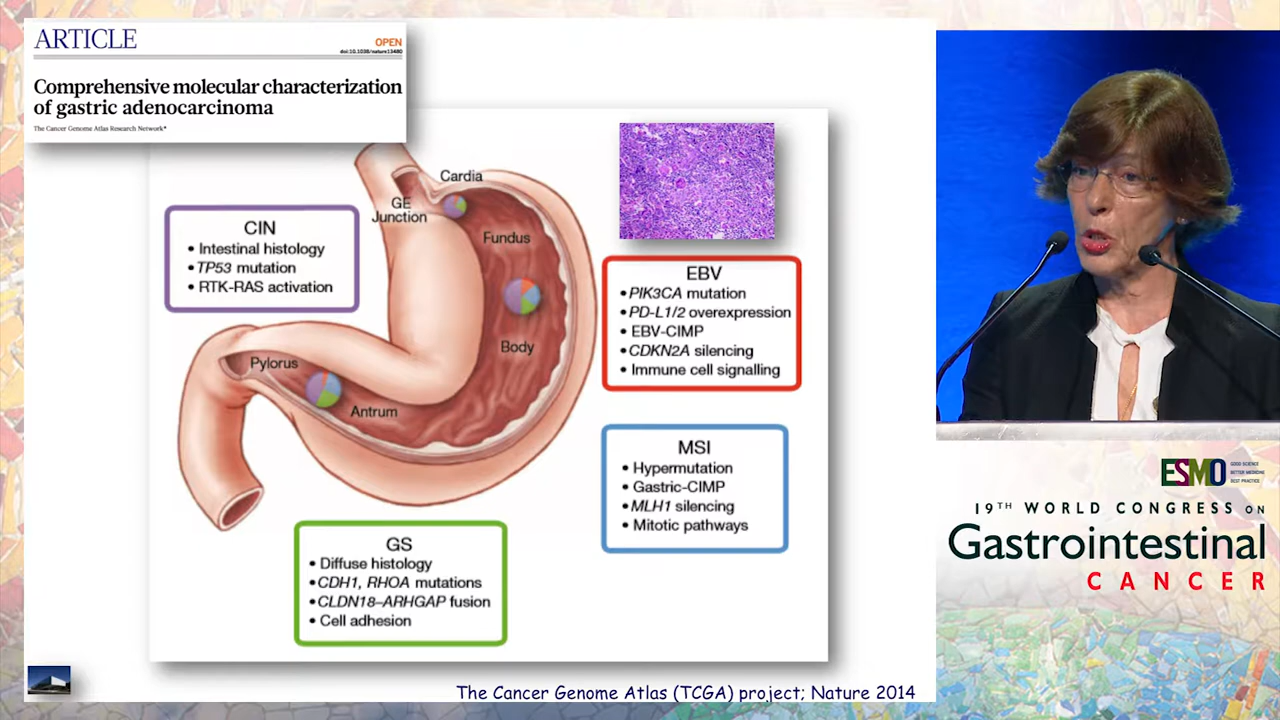 ARTICLE
OPEN
doi:10.1038/nature13480
Comprehensive molecular characterization
of gastric adenocarcinoma
The Cancer Genome Atlas Research Network*
Cardia
GE
Junction
Fundus
Body
Pylorus
Antrum
CIN
• Intestinal histology
• TP53 mutation
• RTK-RAS activation
EBV
• PIK3CA mutation
• PD-L1/2 overexpression
• EBV-CIMP
• CDKN2A silencing
• Immune cell signalling
MSI
• Hypermutation
• Gastric-CIMP
• MLH1 silencing
• Mitotic pathways
GS
• Diffuse histology
• CDH1, RHOA mutations
• CLDN18–ARHGAP fusion
• Cell adhesion
The Cancer Genome Atlas (TCGA) project; Nature 2014
ESMO
GOOD SCIENCE
BETTER MEDICINE
BEST PRACTICE
19TH WORLD CONGRESS ON
Gastrointestinal
CANCER